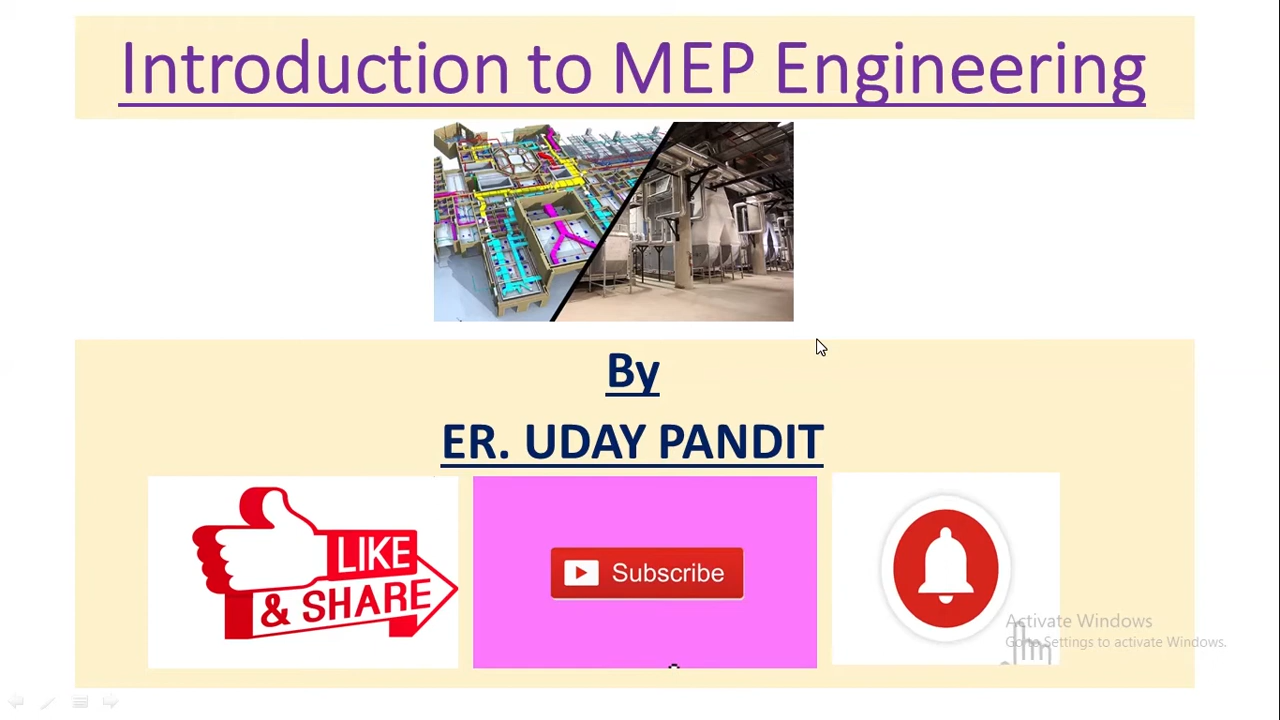 Introduction to MEP Engineering
By
ER. UDAY PANDIT
LIKE
& SHARE
Subscribe
Activate Windows
Go to Settings to activate Windows.